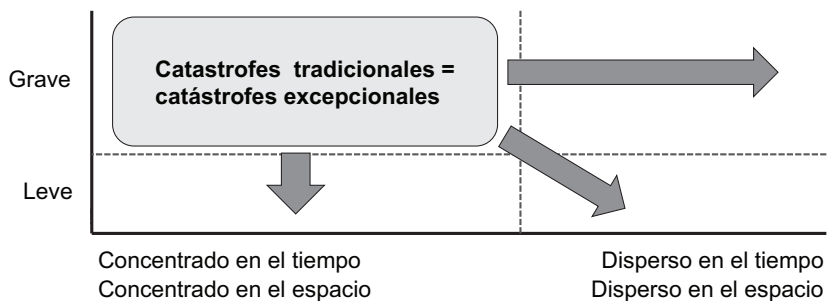 Grave
Catastrofes tradicionales =
catástrofes excepcionales
Leve
Concentrado en el tiempo
Concentrado en el espacio
Disperso en el tiempo
Disperso en el espacio